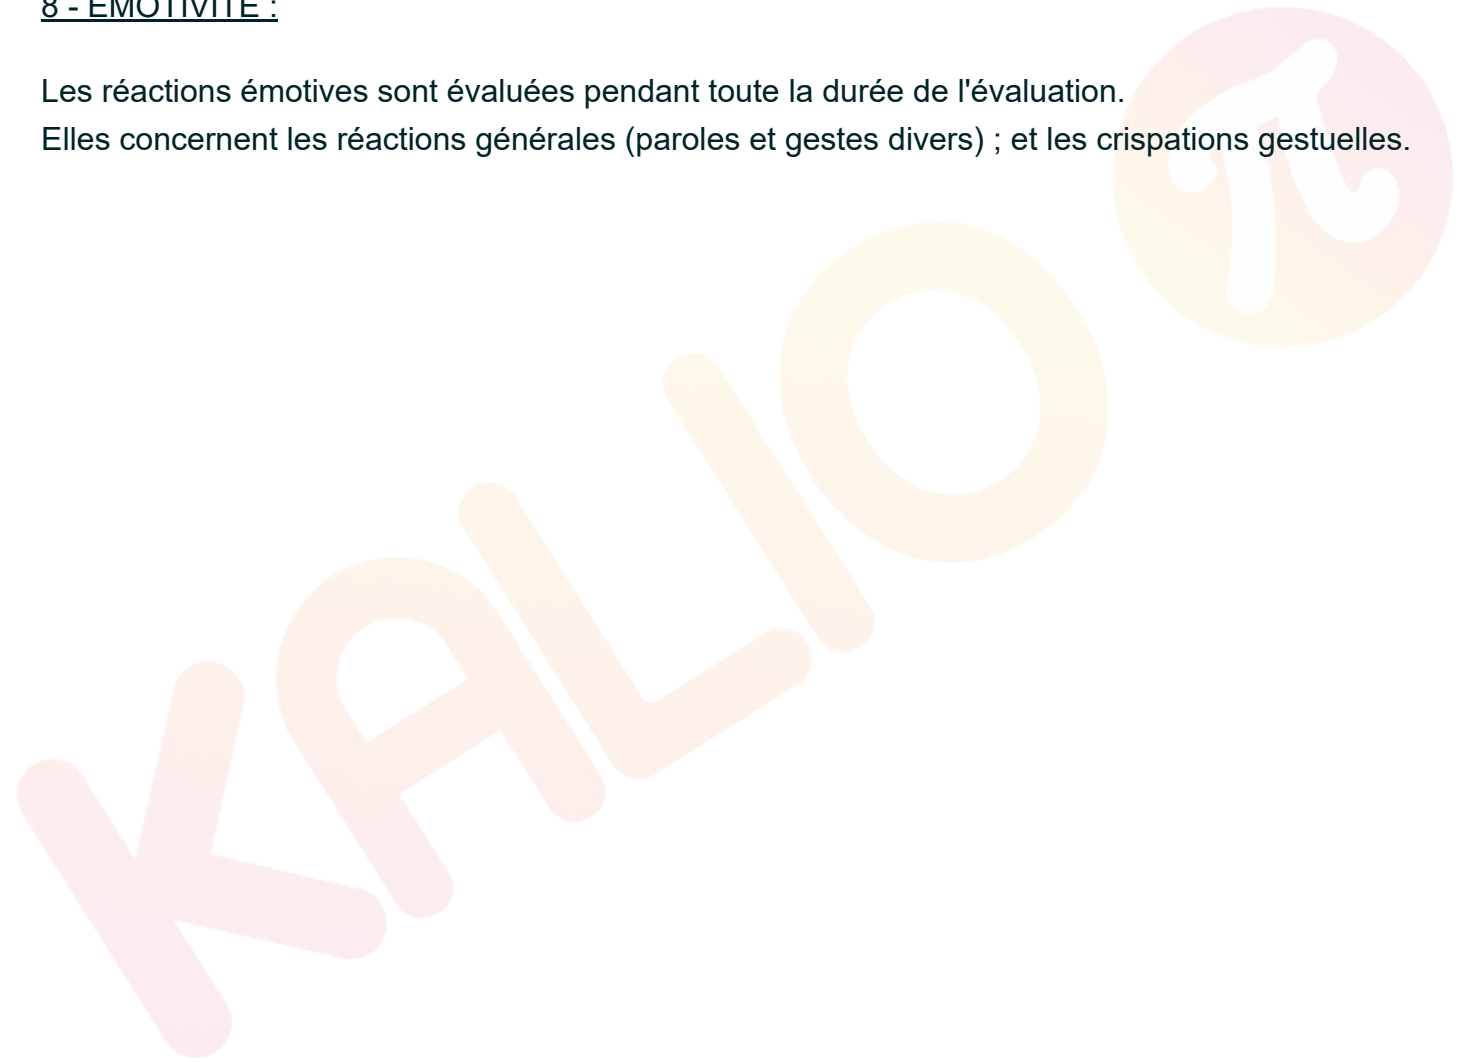 8 - ÉMOTIVITÉ :
Les réactions émotives sont évaluées pendant toute la durée de l'évaluation.
Elles concernent les réactions générales (paroles et gestes divers) ; et les crispations gestuelles.
KALIO π